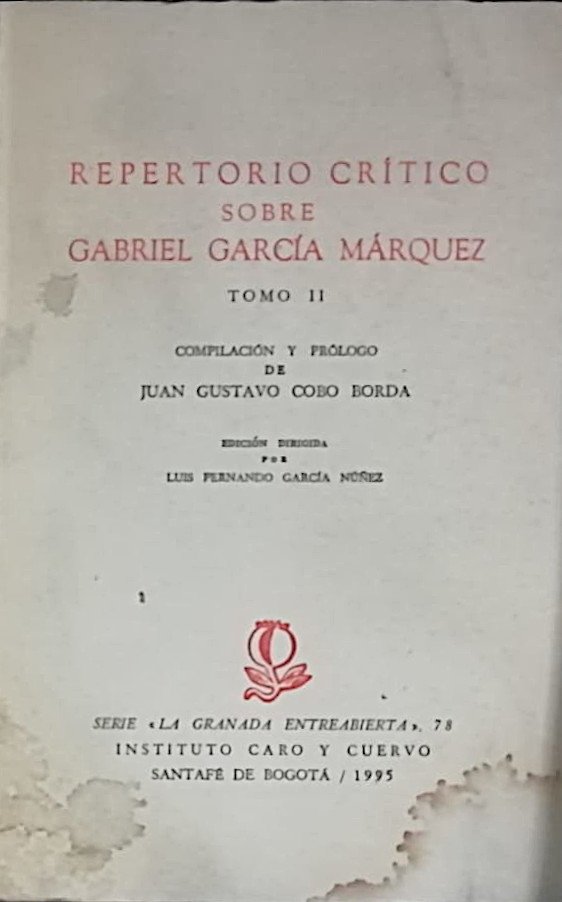 REPERTORIO CRÍTICO
SOBRE
GABRIEL GARCÍA MÁRQUEZ
TOMO II
COMPILACIÓN Y PRÓLOGO
DE
JUAN GUSTAVO COBO BORDA
EDICIÓN DIRIGIDA
POR
LUIS FERNANDO GARCÍA NÚÑEZ
SERIE «LA GRANADA ENTREABIERTA», 78
INSTITUTO CARO Y CUERVO
SANTAFÉ DE BOGOTÁ / 1995